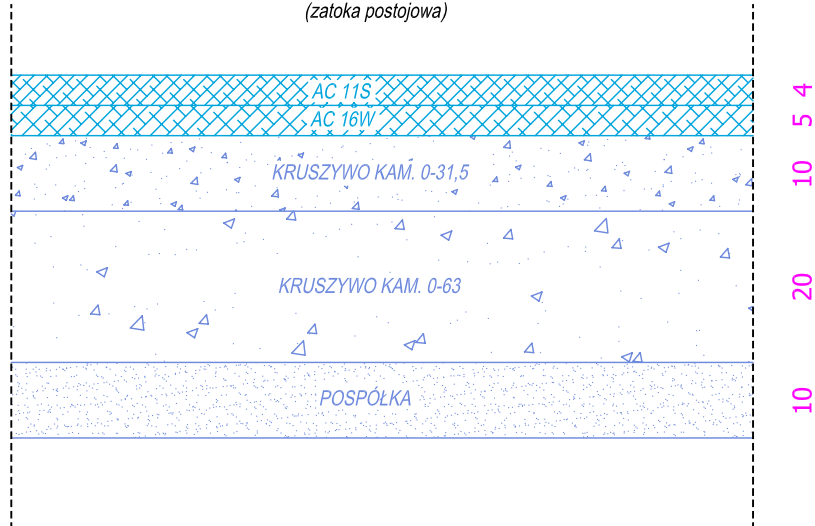 (zatoka postojowa)
AC 11S
4
AC 16W
5
KRUSZYWO KAM. 0-31,5
10
KRUSZYWO KAM. 0-63
20
POSPÓŁKA
10